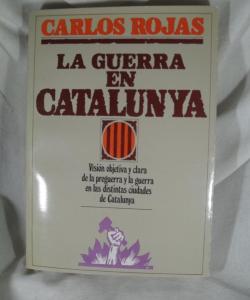 CARLOS ROJAS
LA GUERRA
EN
CATALUNYA
Visión objetiva y clara
de la preguerra y la guerra
en las distintas ciudades
de Catalunya